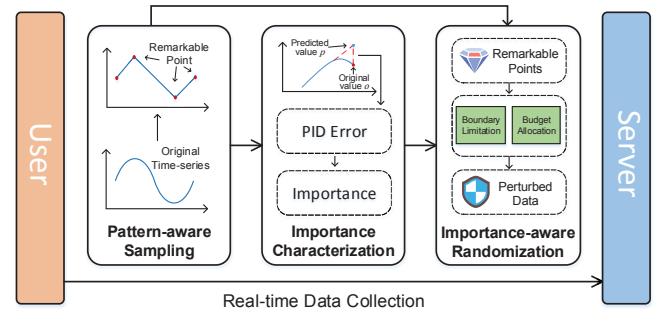 User
Remarkable
Point
Original
Time-series
Pattern-aware
Sampling
Predicted
value p
Original
value o
PID Error
Importance
Importance
Characterization
Remarkable
Points
Boundary
Limitation
Budget
Allocation
Perturbed
Data
Importance-aware
Randomization
Server
Real-time Data Collection